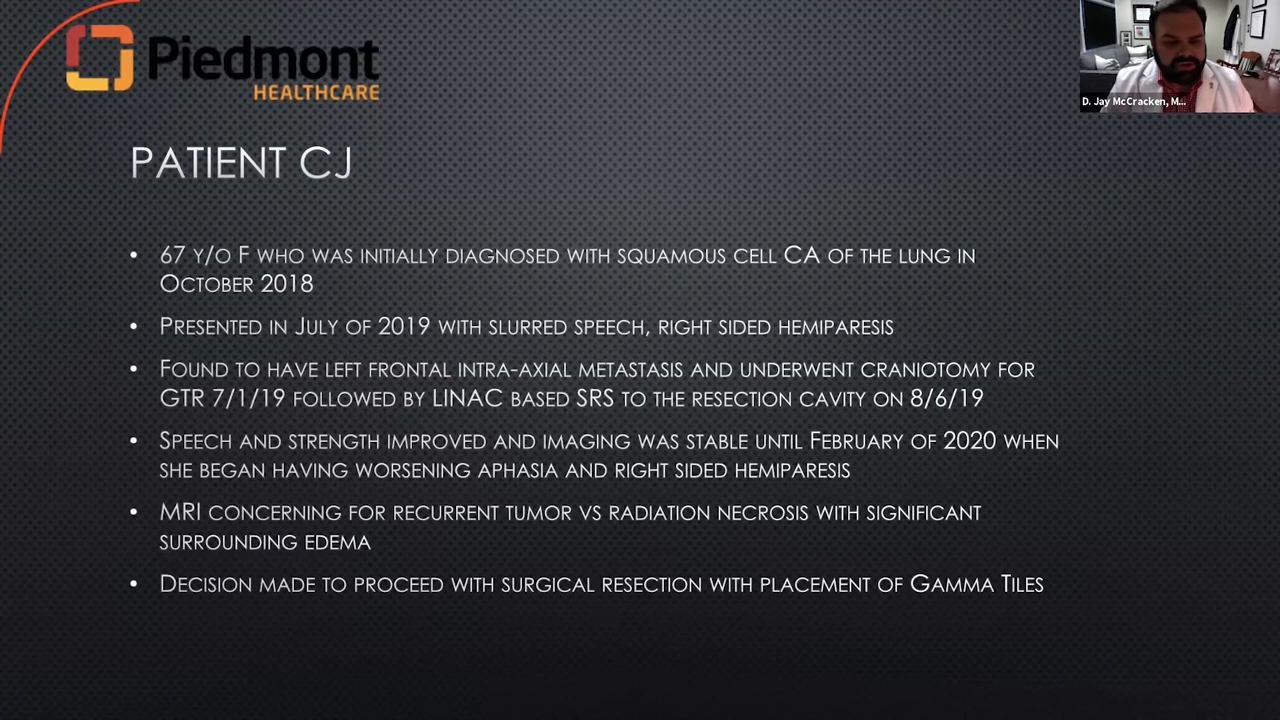 Piedmont
HEALTHCARE
D. Jay McCracken, M...
PATIENT CJ
• 67 Y/O F WHO WAS INITIALLY DIAGNOSED WITH SQUAMOUS CELL CA OF THE LUNG IN
OCTOBER 2018
• PRESENTED IN JULY OF 2019 WITH SLURRED SPEECH, RIGHT SIDED HEMIPARESIS
• FOUND TO HAVE LEFT FRONTAL INTRA-AXIAL METASTASIS AND UNDERWENT CRANIOTOMY FOR
GTR 7/1/19 FOLLOWED BY LINAC BASED SRS TO THE RESECTION CAVITY ON 8/6/19
• SPEECH AND STRENGTH IMPROVED AND IMAGING WAS STABLE UNTIL FEBRUARY OF 2020 WHEN
SHE BEGAN HAVING WORSENING APHASIA AND RIGHT SIDED HEMIPARESIS
• MRI CONCERNING FOR RECURRENT TUMOR VS RADIATION NECROSIS WITH SIGNIFICANT
SURROUNDING EDEMA
• DECISION MADE TO PROCEED WITH SURGICAL RESECTION WITH PLACEMENT OF GAMMA TILES